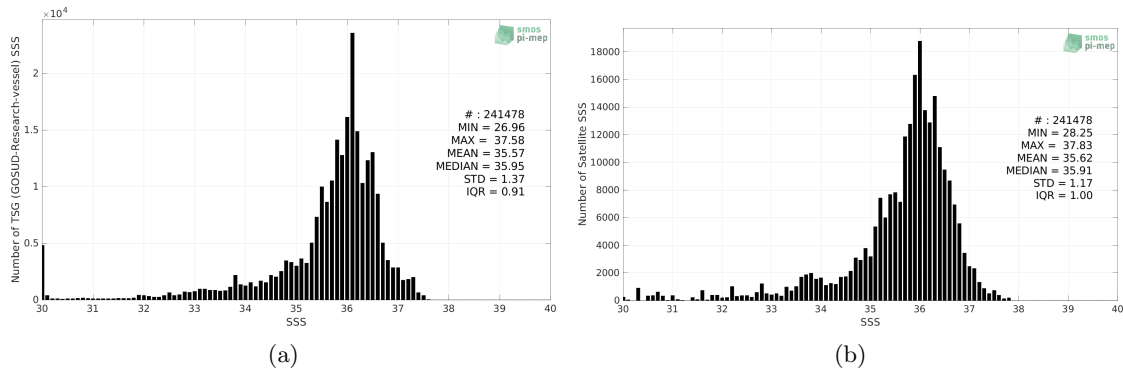 ×10⁴
smos
pi-mep
Number of TSG (GOSUD-Research-vessel) SSS
2
1.5
1
0.5
0
# : 241478
MIN = 26.96
MAX = 37.58
MEAN = 35.57
MEDIAN = 35.95
STD = 1.37
IQR = 0.91
30 31 32 33 34 35 36 37 38 39 40
SSS
(a)
smos
pi-mep
Number of Satellite SSS
18000
16000
14000
12000
10000
8000
6000
4000
2000
0
# : 241478
MIN = 28.25
MAX = 37.83
MEAN = 35.62
MEDIAN = 35.91
STD = 1.17
IQR = 1.00
30 31 32 33 34 35 36 37 38 39 40
SSS
(b)